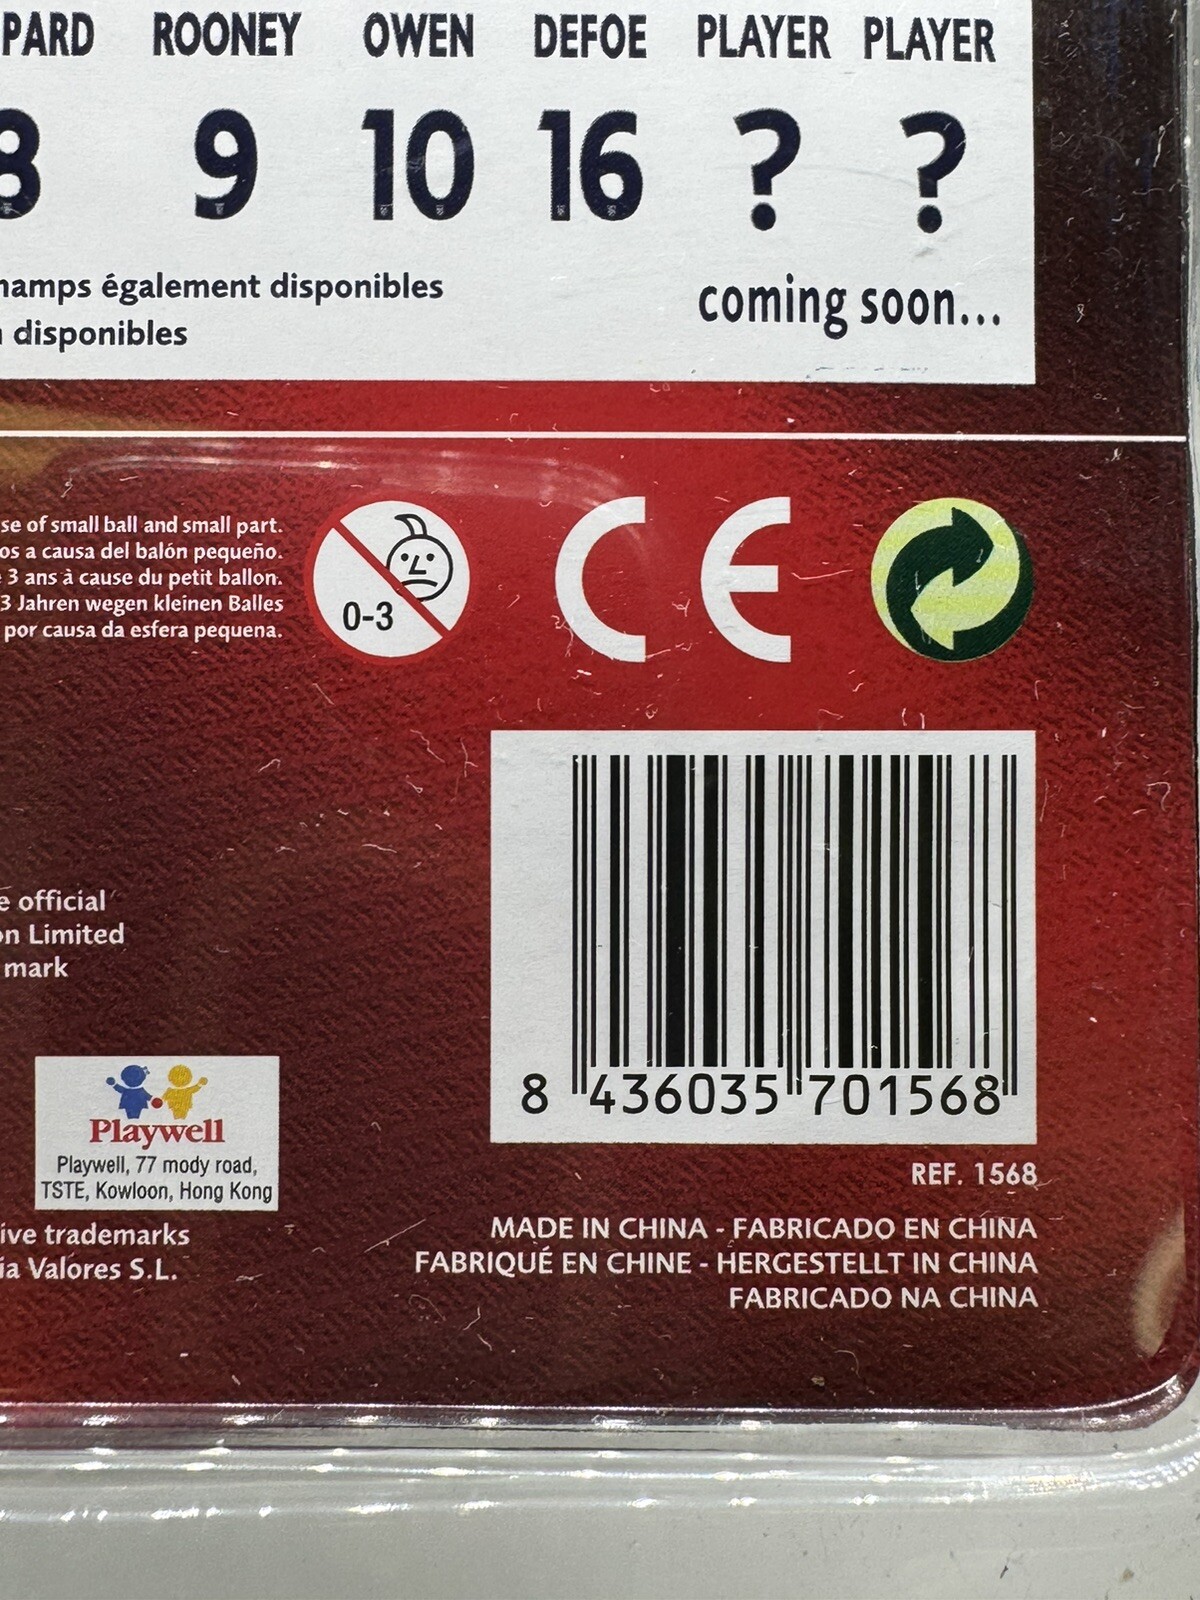 PARD ROONEY OWEN DEFOE PLAYER PLAYER
8 9 10 16 ? ?
hamps également disponibles
n disponibles
coming soon...
se of small ball and small part.
os a causa del balón pequeño.
e 3 ans à cause du petit ballon.
3 Jahren wegen kleinen Balles
por causa da esfera pequena.
0-3
CE
e official
on Limited
mark
8 436035 701568
Playwell
Playwell, 77 mody road,
TSTE, Kowloon, Hong Kong
REF. 1568
ive trademarks
ia Valores S.L.
MADE IN CHINA - FABRICADO EN CHINA
FABRIQUÉ EN CHINE - HERGESTELLT IN CHINA
FABRICADO NA CHINA